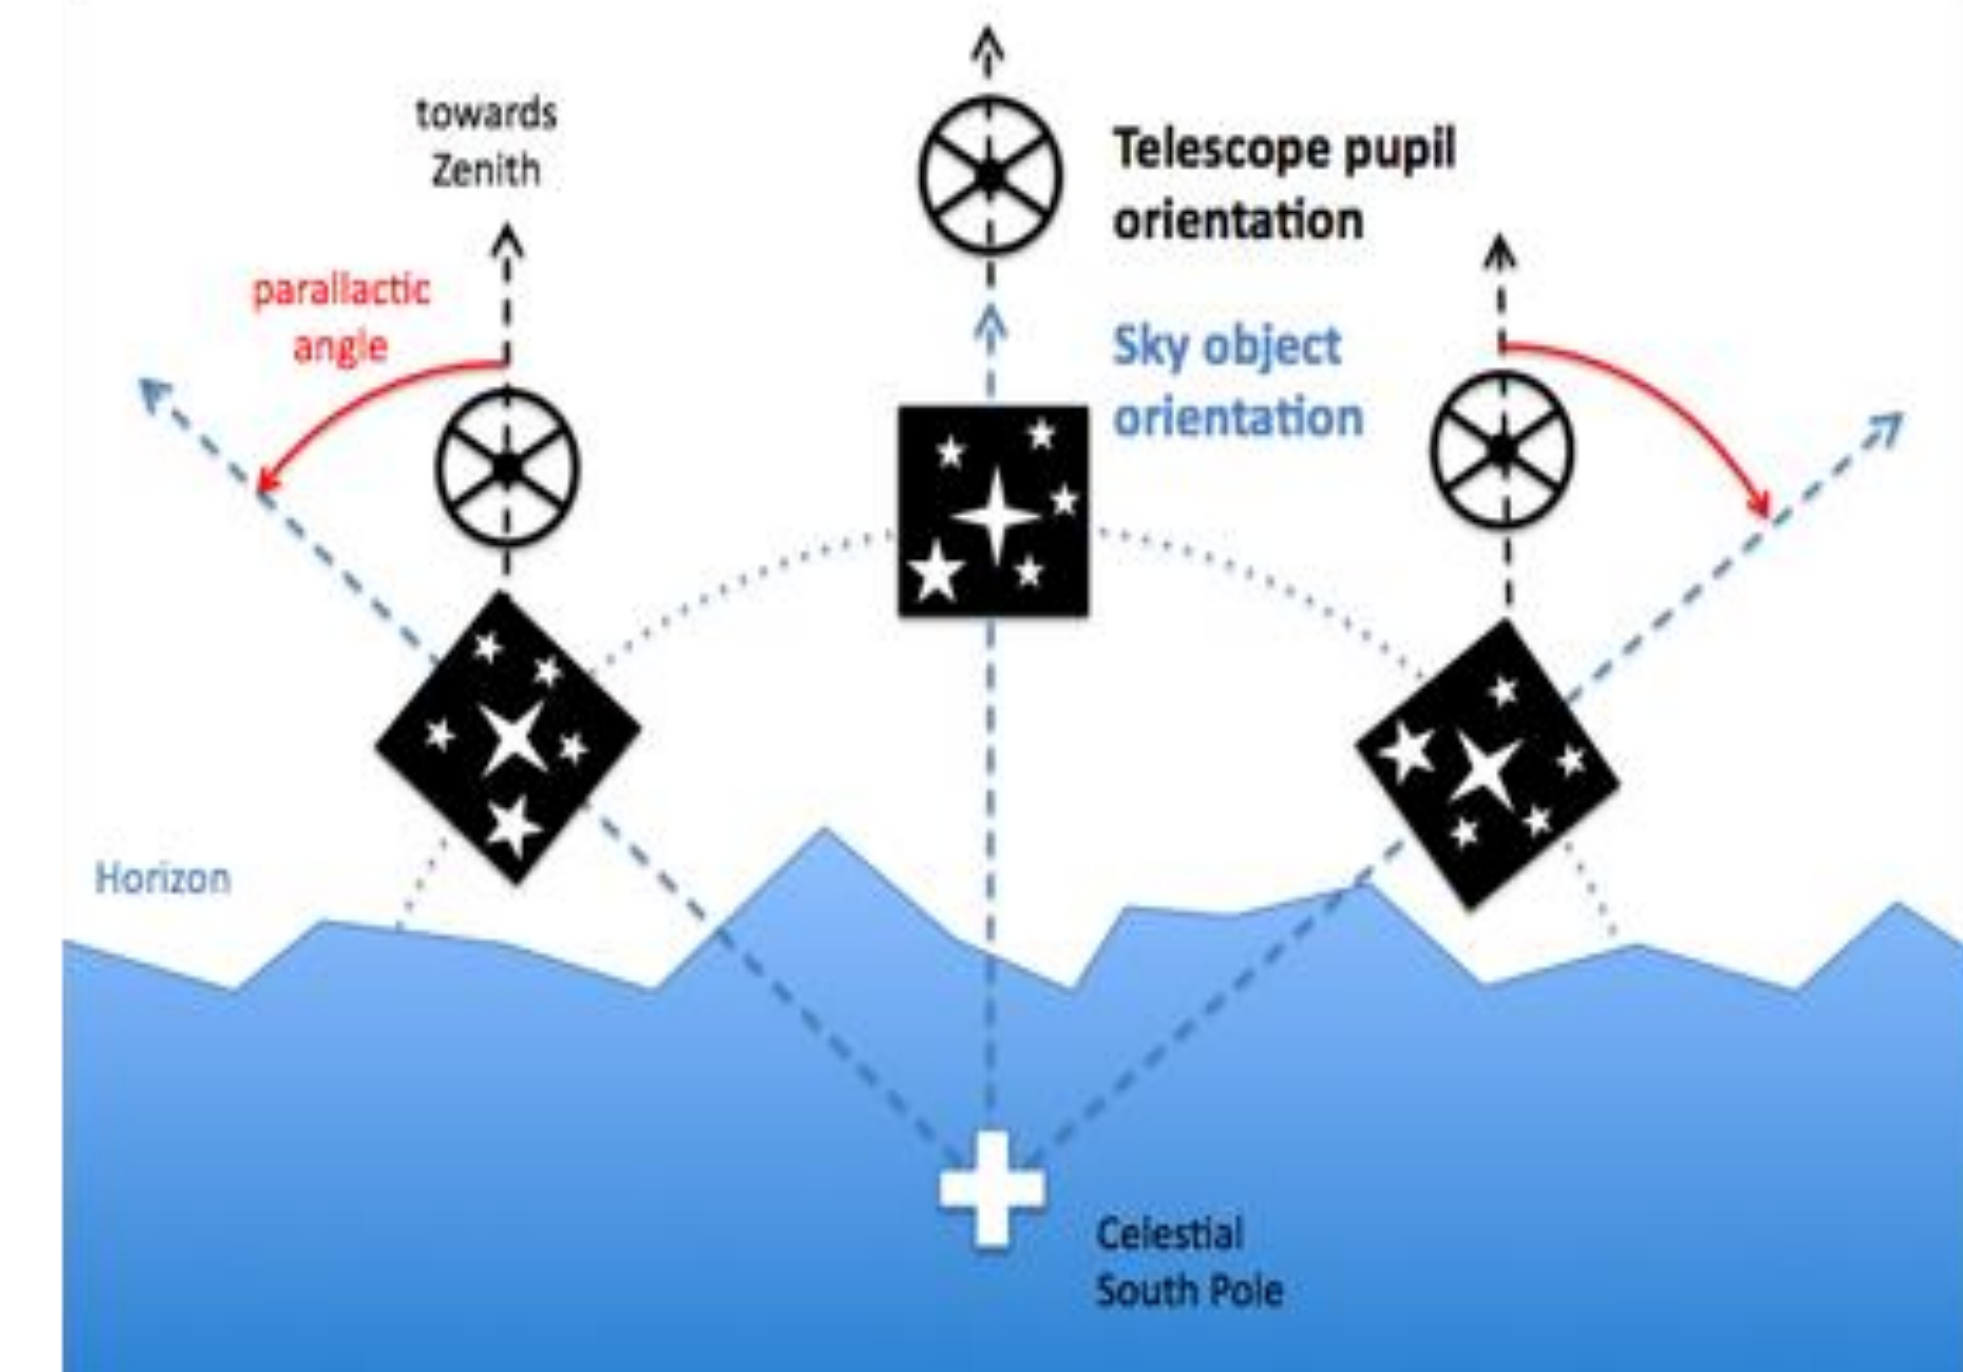 towards
Zenith
parallactic
angle
Telescope pupil
orientation
Sky object
orientation
Horizon
Celestial
South Pole